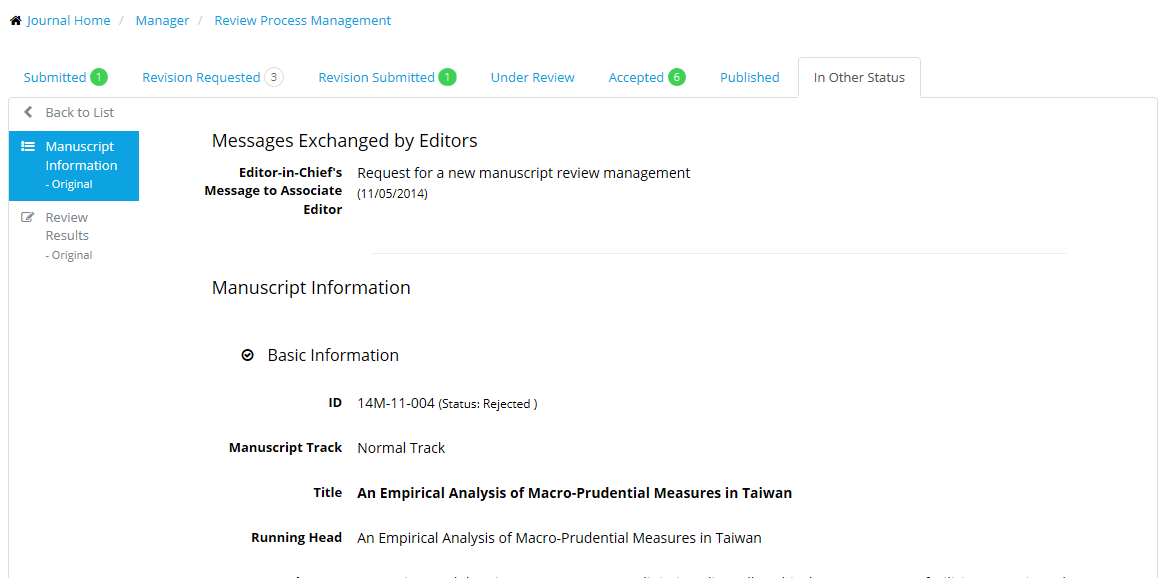 Journal Home / Manager / Review Process Management
Submitted 1 Revision Requested 3 Revision Submitted 1 Under Review Accepted 6 Published In Other Status
Back to List
Manuscript
Information
- Original
Review
Results
- Original
Messages Exchanged by Editors
Editor-in-Chief's
Message to Associate
Editor
Request for a new manuscript review management
(11/05/2014)
Manuscript Information
Basic Information
ID 14M-11-004 (Status: Rejected )
Manuscript Track Normal Track
Title An Empirical Analysis of Macro-Prudential Measures in Taiwan
Running Head An Empirical Analysis of Macro-Prudential Measures in Taiwan